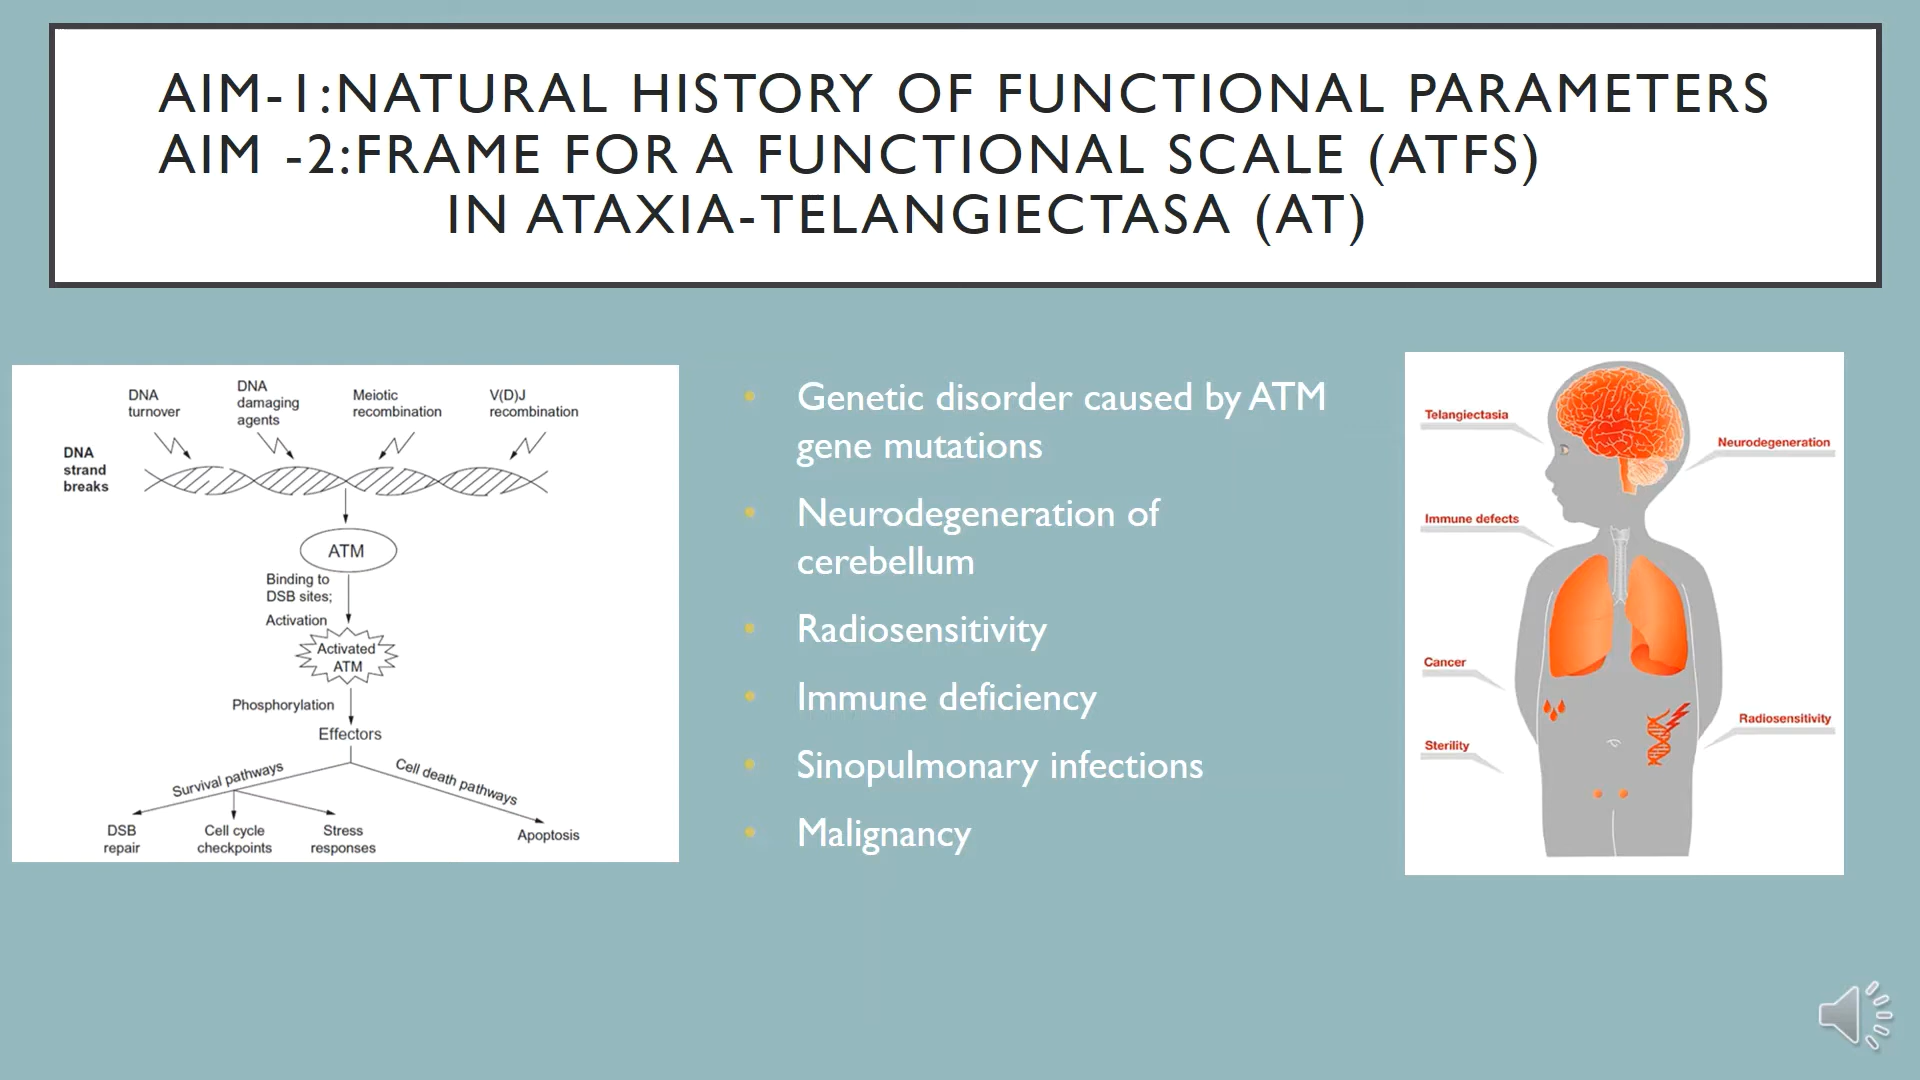 AIM-1:NATURAL HISTORY OF FUNCTIONAL PARAMETERS
AIM -2:FRAME FOR A FUNCTIONAL SCALE (ATFS)
IN ATAXIA-TELANGIECTASA (AT)
DNA
turnover
DNA
damaging
agents
Meiotic
recombination
V(D)J
recombination
DNA
strand
breaks
ATM
Binding to
DSB sites;
Activation
Activated
ATM
Phosphorylation
Effectors
Survival pathways
Cell death pathways
DSB
repair
Cell cycle
checkpoints
Stress
responses
Apoptosis
• Genetic disorder caused by ATM
gene mutations
• Neurodegeneration of
cerebellum
• Radiosensitivity
• Immune deficiency
• Sinopulmonary infections
• Malignancy
Telangiectasia
Neurodegeneration
Immune defects
Cancer
Radiosensitivity
Sterility